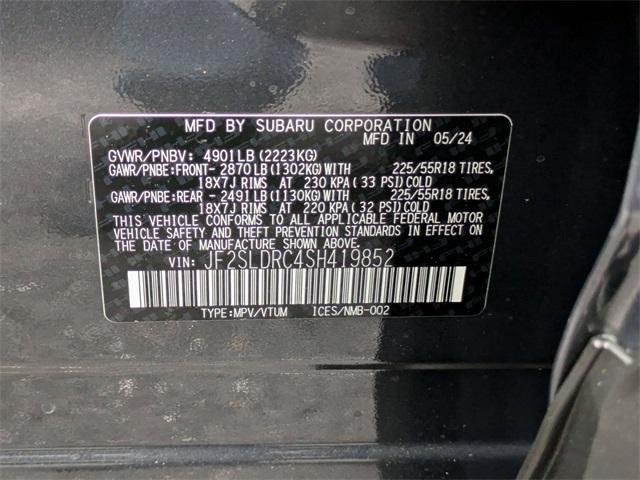 MFD BY SUBARU CORPORATION
MFD IN 05/24
GVWR/PNBV: 4901LB(2223KG)
GAWR/PNBE:FRONT- 2870LB(1302KG)WITH 225/55R18 TIRES,
18X7J RIMS AT 230 KPA(33 PSI)COLD
GAWR/PNBE:REAR - 2491LB(1130KG)WITH 225/55R18 TIRES,
18X7J RIMS AT 220 KPA(32 PSI)COLD
THIS VEHICLE CONFORMS TO ALL APPLICABLE FEDERAL MOTOR
VEHICLE SAFETY AND THEFT PREVENTION STANDARDS IN EFFECT ON
THE DATE OF MANUFACTURE SHOWN ABOVE.
VIN: JF2SLDRC4SH419852
TYPE:MPV/VTUM ICES/NMB-002